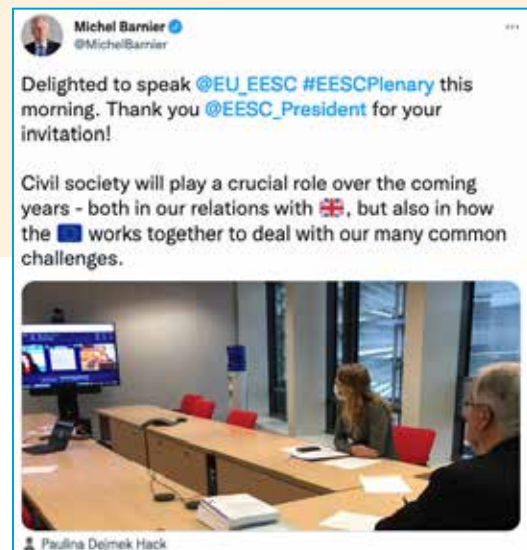 Michel Barnier
@MichelBarnier
...
Delighted to speak @EU_EESC #EESCPlenary this
morning. Thank you @EESC_President for your
invitation!
Civil society will play a crucial role over the coming
years - both in our relations with 🇬🇧, but also in how
the 🇪🇺 works together to deal with our many common
challenges.
Paulina Dejmek Hack